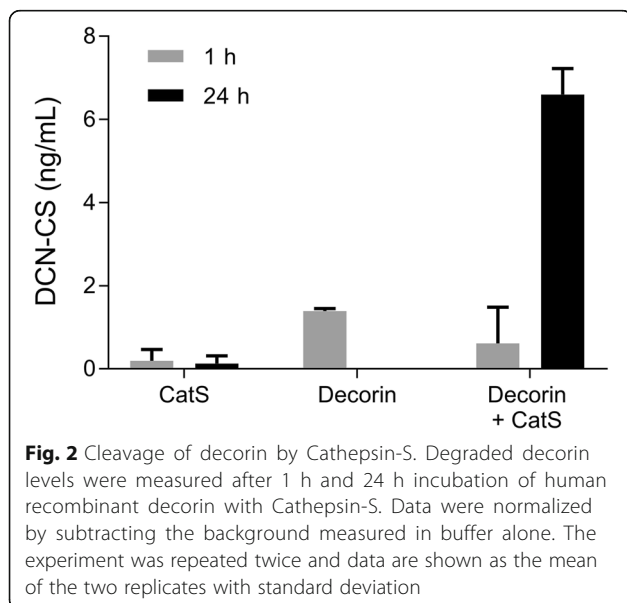 8
6
4
2
0
DCN-CS (ng/mL)
1 h
24 h
CatS
Decorin
Decorin
+ CatS
Fig. 2 Cleavage of decorin by Cathepsin-S. Degraded decorin
levels were measured after 1 h and 24 h incubation of human
recombinant decorin with Cathepsin-S. Data were normalized
by subtracting the background measured in buffer alone. The
experiment was repeated twice and data are shown as the mean
of the two replicates with standard deviation